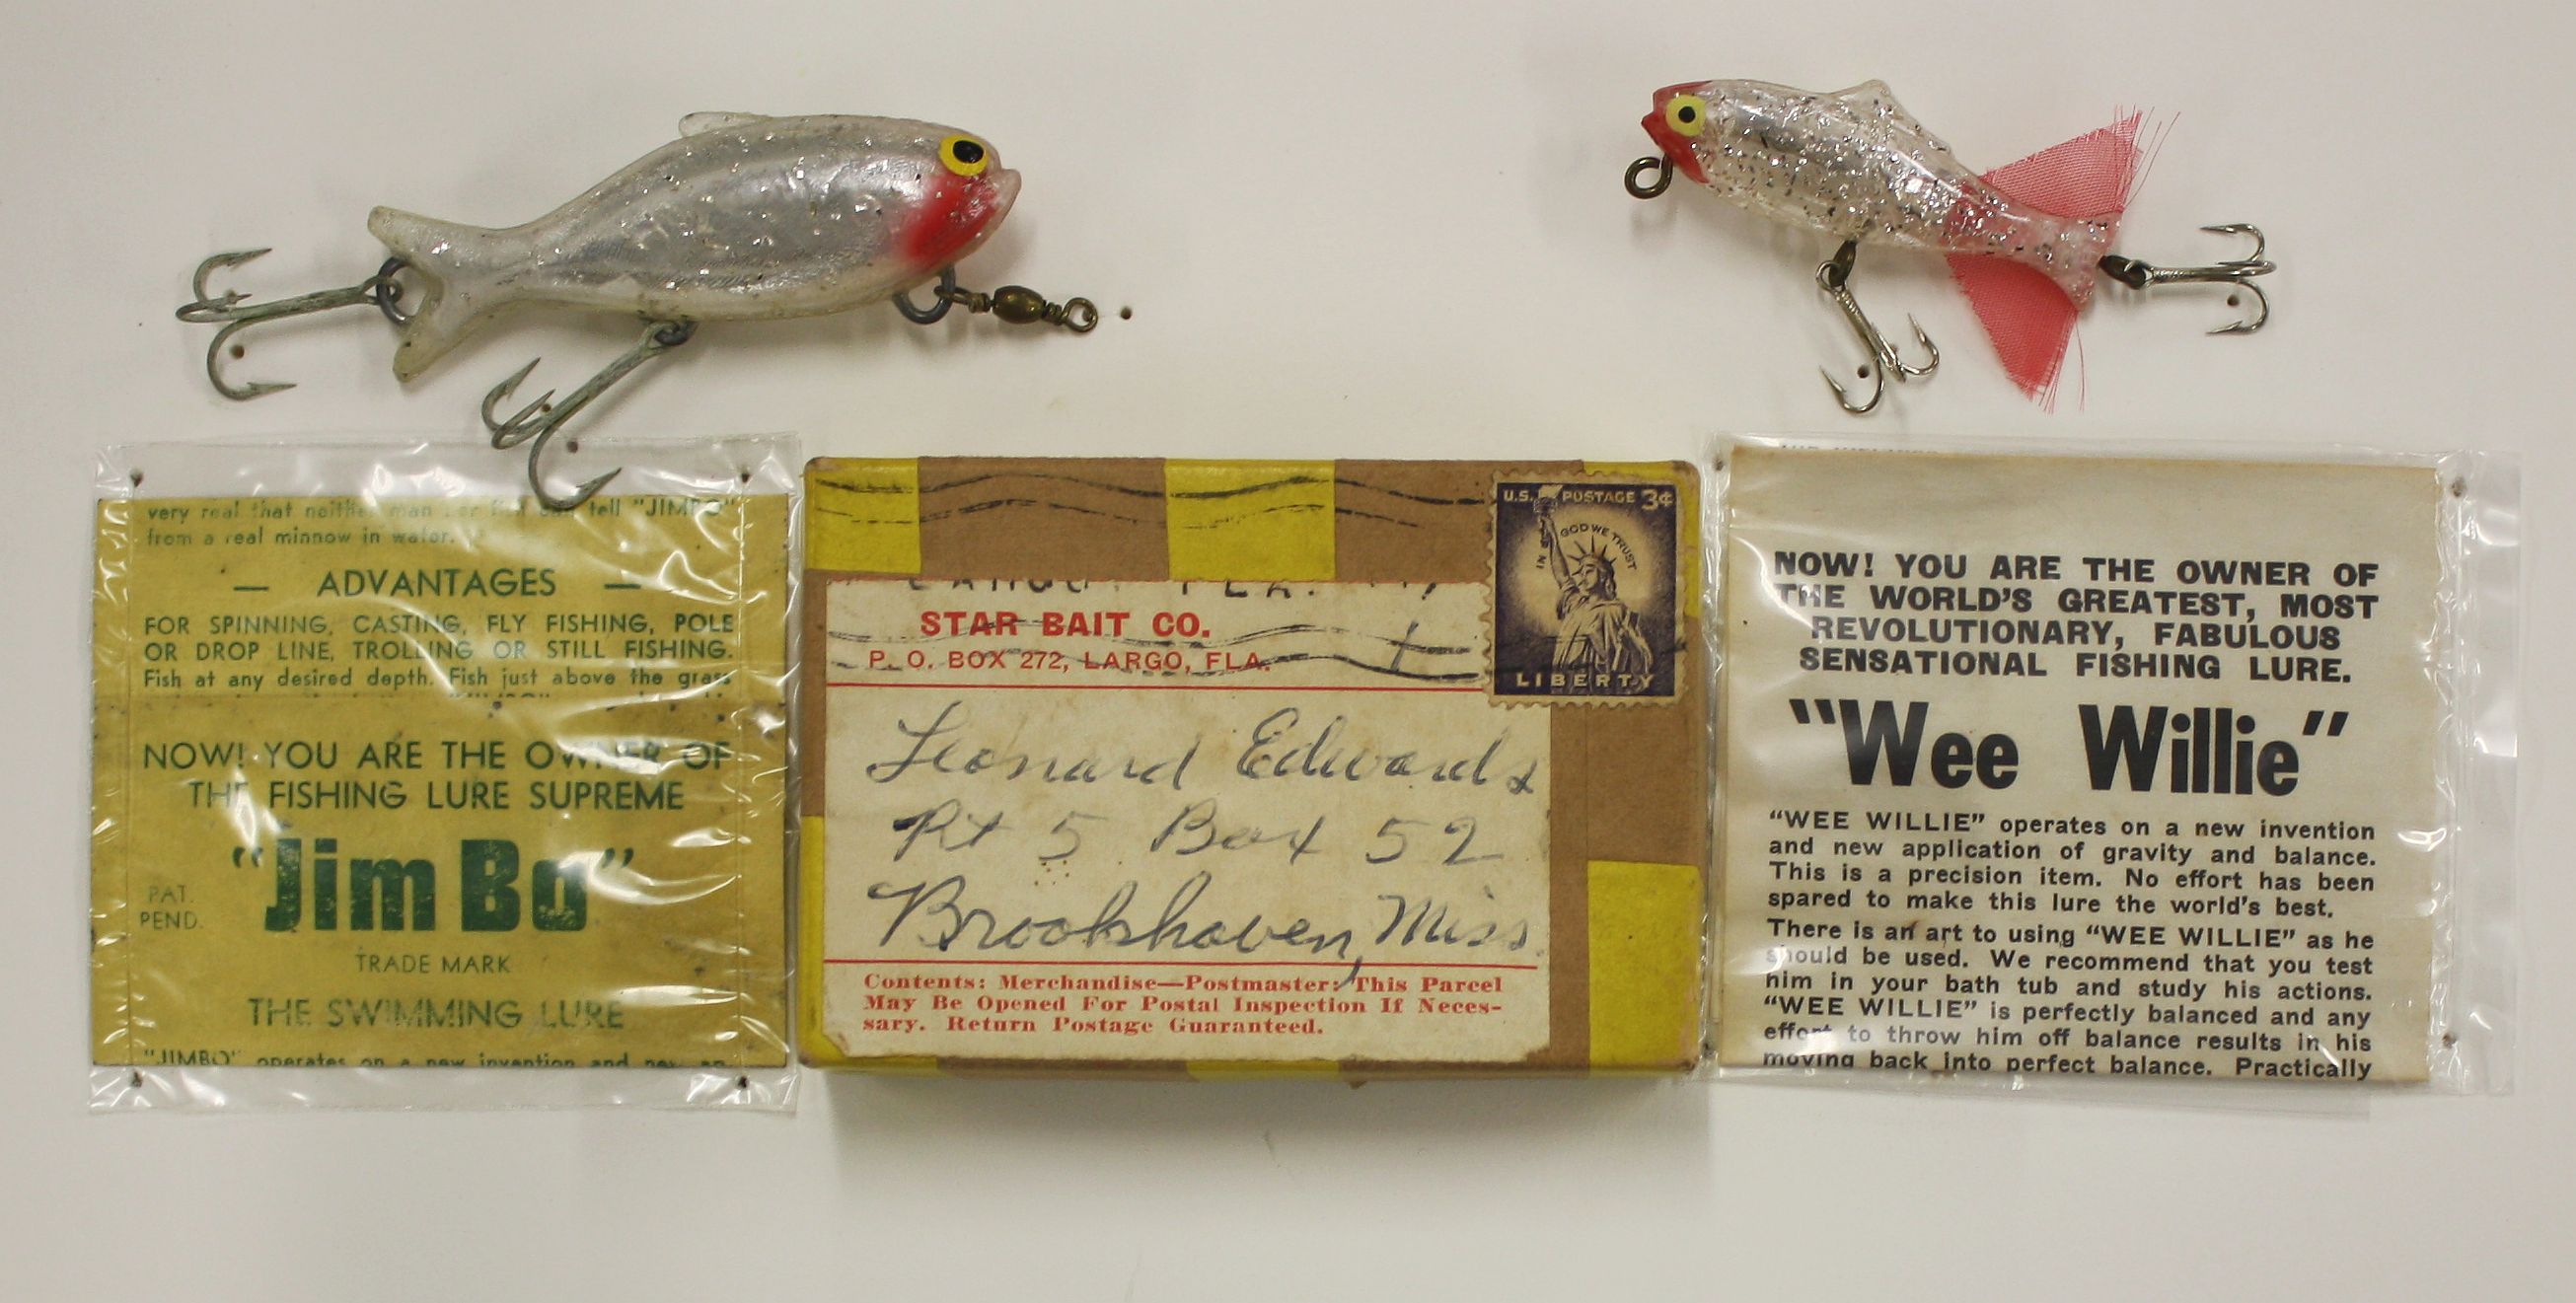 very real that neither man nor fish can tell "JIMBO"
from a real minnow in water.
— ADVANTAGES —
FOR SPINNING, CASTING, FLY FISHING, POLE
OR DROP LINE, TROLLING OR STILL FISHING.
Fish at any desired depth. Fish just above the grass
NOW! YOU ARE THE OWNER OF
THE FISHING LURE SUPREME
"Jim Bo"
PAT.
PEND.
TRADE MARK
THE SWIMMING LURE
"JIMBO" operates on a new invention and new ap-
LARGO, FLA.
STAR BAIT CO.
P. O. BOX 272, LARGO, FLA.
U.S. POSTAGE 3¢
IN GOD WE TRUST
LIBERTY
Leonard Edwards
Rt 5 Box 52
Brookhaven, Miss
Contents: Merchandise—Postmaster: This Parcel
May Be Opened For Postal Inspection If Neces-
sary. Return Postage Guaranteed.
NOW! YOU ARE THE OWNER OF
THE WORLD'S GREATEST, MOST
REVOLUTIONARY, FABULOUS
SENSATIONAL FISHING LURE.
"Wee Willie"
"WEE WILLIE" operates on a new invention
and new application of gravity and balance.
This is a precision item. No effort has been
spared to make this lure the world's best.
There is an art to using "WEE WILLIE" as he
should be used. We recommend that you test
him in your bath tub and study his actions.
"WEE WILLIE" is perfectly balanced and any
effort to throw him off balance results in his
moving back into perfect balance. Practically